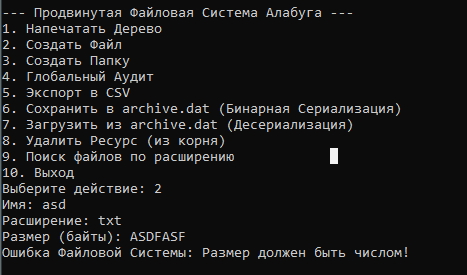 --- Продвинутая Файловая Система Алабуга ---
1. Напечатать Дерево
2. Создать Файл
3. Создать Папку
4. Глобальный Аудит
5. Экспорт в CSV
6. Сохранить в archive.dat (Бинарная Сериализация)
7. Загрузить из archive.dat (Десериализация)
8. Удалить Ресурс (из корня)
9. Поиск файлов по расширению
10. Выход
Выберите действие: 2
Имя: asd
Расширение: txt
Размер (байты): ASDFASF
Ошибка Файловой Системы: Размер должен быть числом!